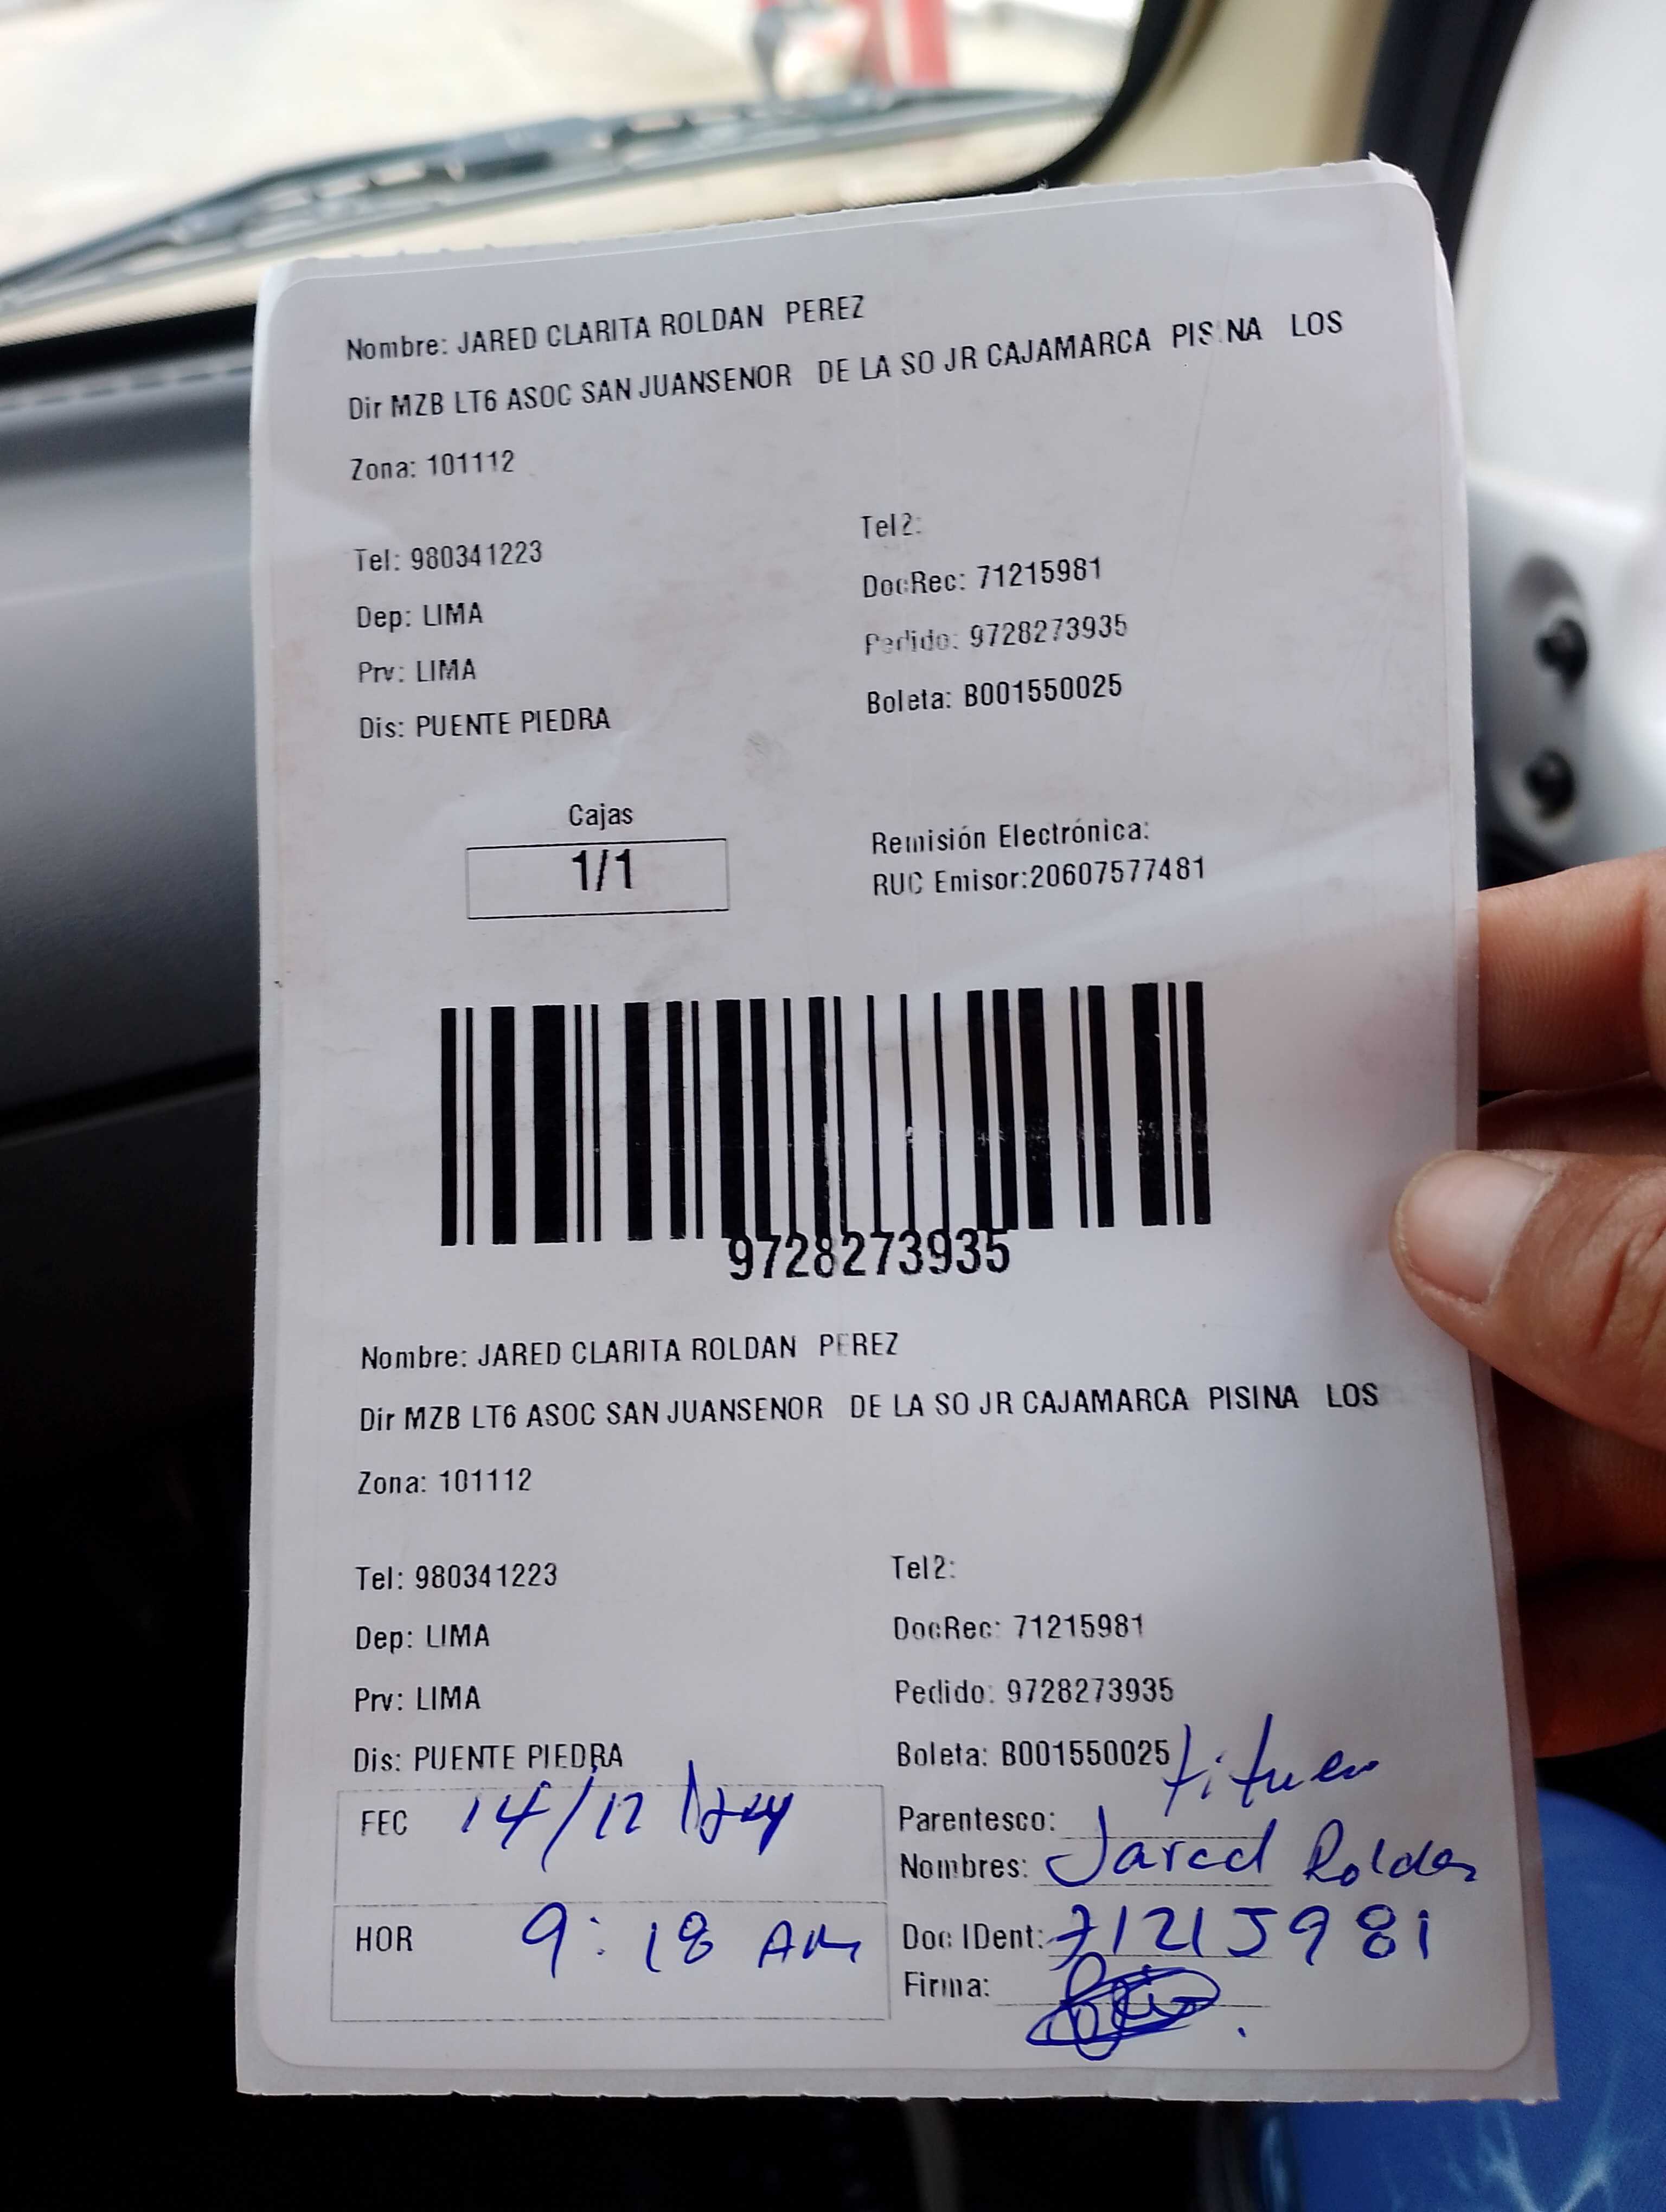 Nombre: JARED CLARITA ROLDAN PEREZ
Dir MZB LT6 ASOC SAN JUANSENOR DE LA SO JR CAJAMARCA PISINA LOS
Zona: 101112
Tel: 980341223
Tel2:
Dep: LIMA
DocRec: 71215981
Prv: LIMA
Pedido: 9728273935
Dis: PUENTE PIEDRA
Boleta: B001550025
Cajas
1/1
Remisión Electrónica:
RUC Emisor:20607577481
9728273935
Nombre: JARED CLARITA ROLDAN PEREZ
Dir MZB LT6 ASOC SAN JUANSENOR DE LA SO JR CAJAMARCA PISINA LOS
Zona: 101112
Tel: 980341223
Tel2:
Dep: LIMA
DocRec: 71215981
Prv: LIMA
Pedido: 9728273935
Dis: PUENTE PIEDRA
Boleta: B001550025
FEC 14/12
Parentesco:
Nombres: Jared Roldan
HOR 9:18 AM
Doc IDent: 71215981
Firma: